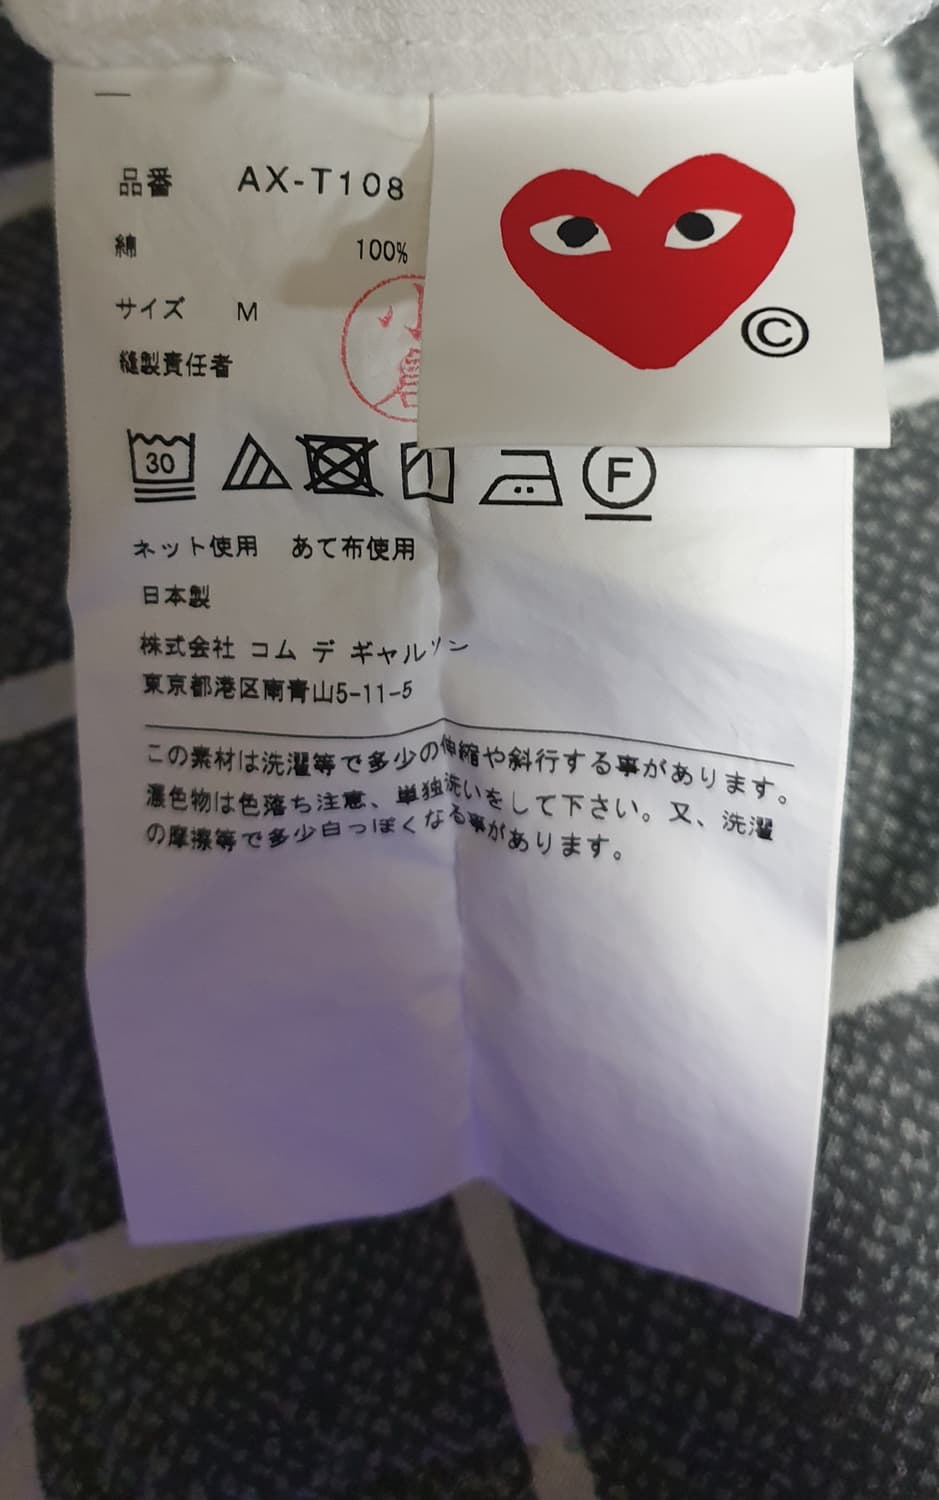 品番 AX-T108
綿 100%
サイズ M
縫製責任者
©
30
F
ネット使用 あて布使用
日本製
株式会社 コム デ ギャルソン
東京都港区南青山5-11-5
この素材は洗濯等で多少の伸縮や斜行する事があります。
濃色物は色落ち注意、単独洗いをして下さい。又、洗濯
の摩擦等で多少白っぽくなる事があります。